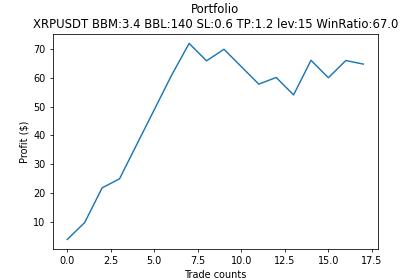 Portfolio
XRPUSDT BBM:3.4 BBL:140 SL:0.6 TP:1.2 lev:15 WinRatio:67.0
70
60
50
40
30
20
10
Profit ($)
0.0 2.5 5.0 7.5 10.0 12.5 15.0 17.5
Trade counts